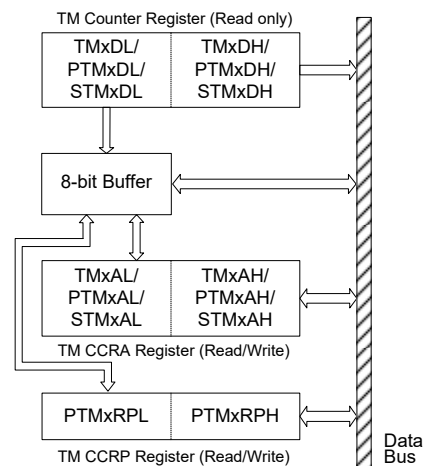 TM Counter Register (Read only)
TMxDL/
PTMxDL/
STMxDL
TMxDH/
PTMxDH/
STMxDH
8-bit Buffer
TMxAL/
PTMxAL/
STMxAL
TMxAH/
PTMxAH/
STMxAH
TM CCRA Register (Read/Write)
PTMxRPL
PTMxRPH
TM CCRP Register (Read/Write)
Data
Bus